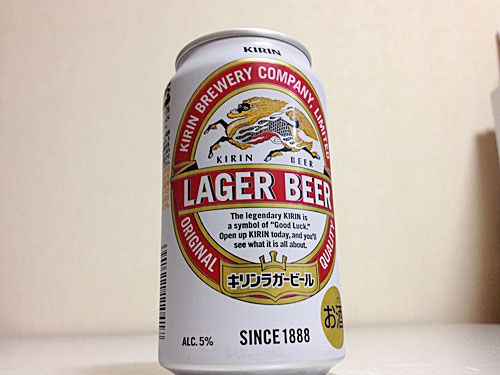 KIRIN
KIRIN BREWERY COMPANY, LIMITED
KIRIN BEER
LAGER BEER
The legendary KIRIN is
a symbol of "Good Luck."
Open up KIRIN today, and you'll
see what it is all about.
ORIGINAL QUALITY
キリンラガービール
お酒
ALC. 5%
SINCE 1888